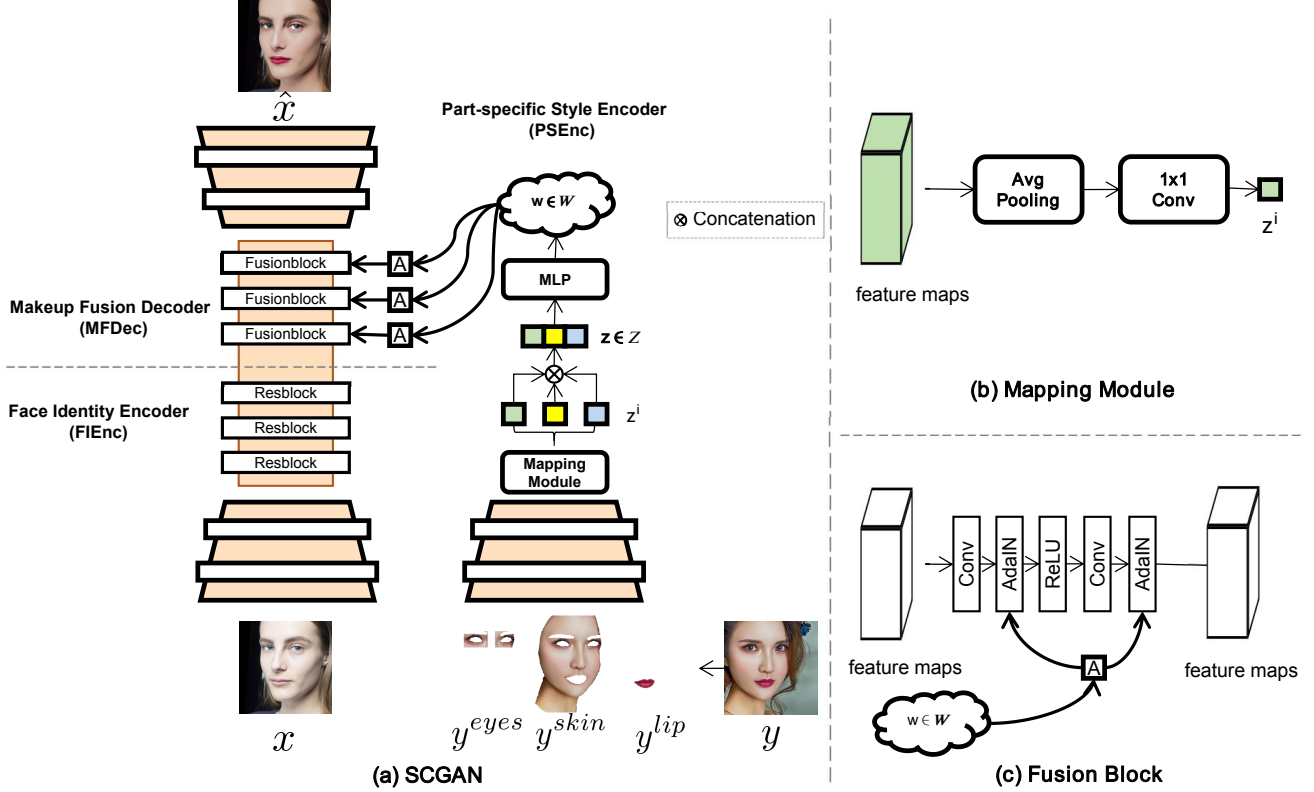 x̂
Part-specific Style Encoder
(PSEnc)
w ∈ W
⊗ Concatenation
Fusionblock
A
Fusionblock
A
Fusionblock
A
MLP
Makeup Fusion Decoder
(MFDec)
z ∈ Z
⊗
Face Identity Encoder
(FIEnc)
Resblock
Resblock
Resblock
z^i
Mapping
Module
x
y^{eyes}
y^{skin}
y^{lip}
y
(a) SCGAN
Avg
Pooling
1x1
Conv
z^i
feature maps
(b) Mapping Module
Conv
AdaIN
ReLU
Conv
AdaIN
feature maps
feature maps
A
w ∈ W
(c) Fusion Block